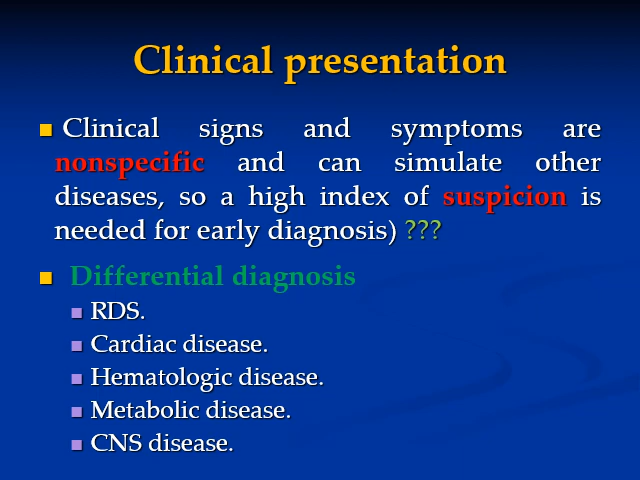 Clinical presentation
Clinical signs and symptoms are
nonspecific and can simulate other
diseases, so a high index of suspicion is
needed for early diagnosis) ???
Differential diagnosis
RDS.
Cardiac disease.
Hematologic disease.
Metabolic disease.
CNS disease.